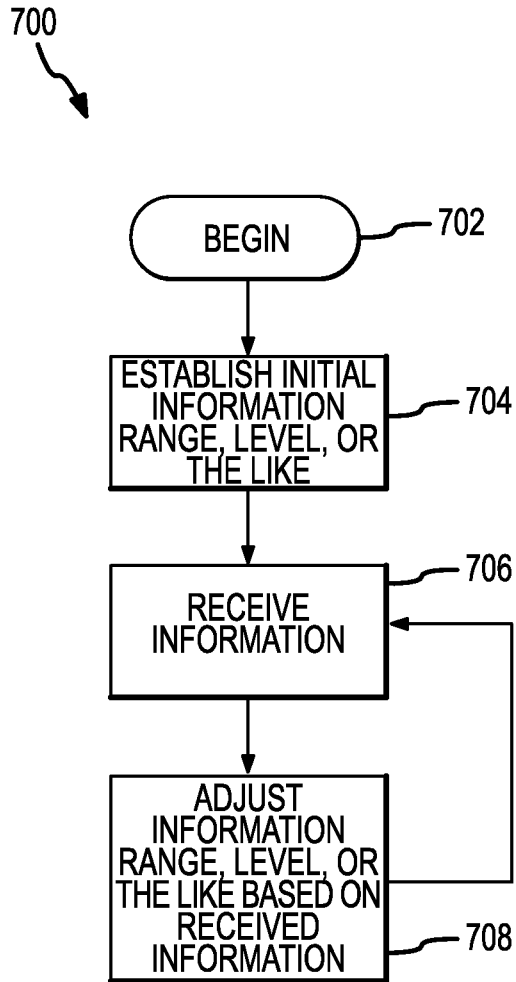 700
BEGIN
702
ESTABLISH INITIAL
INFORMATION
RANGE, LEVEL, OR
THE LIKE
704
706
RECEIVE
INFORMATION
ADJUST
INFORMATION
RANGE, LEVEL, OR
THE LIKE BASED ON
RECEIVED
INFORMATION
708